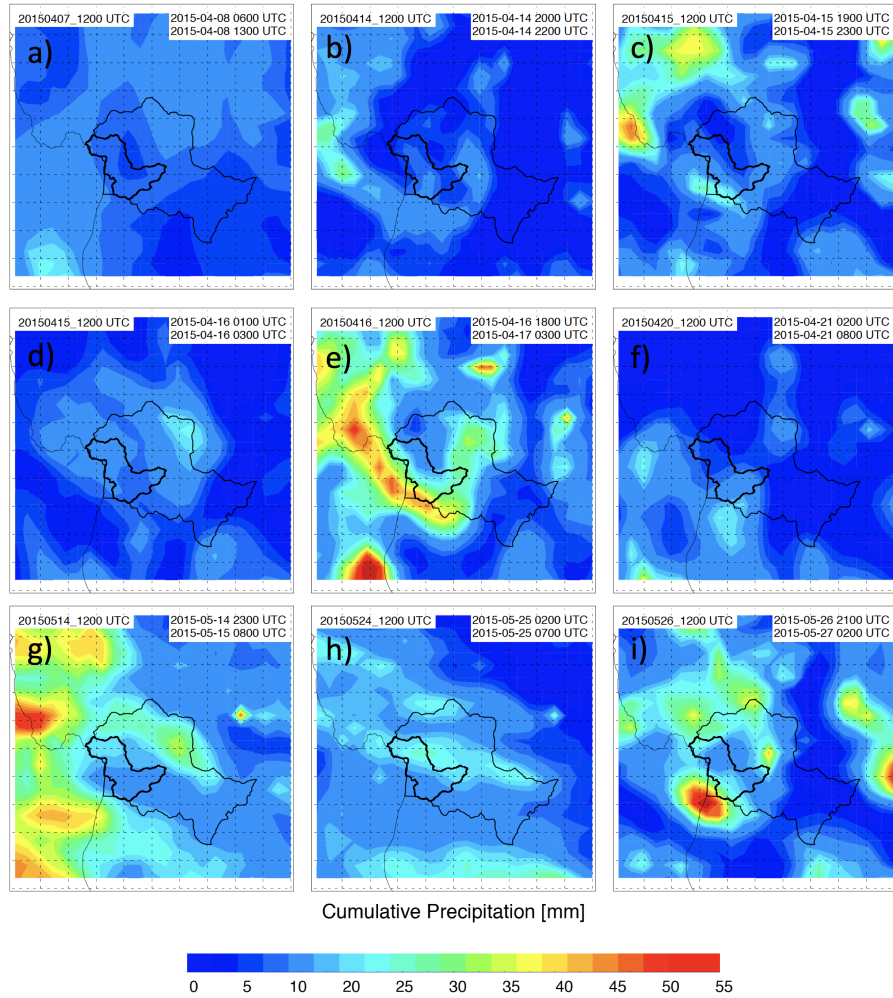 20150407_1200 UTC
2015-04-08 0600 UTC
2015-04-08 1300 UTC
a)
20150414_1200 UTC
2015-04-14 2000 UTC
2015-04-14 2200 UTC
b)
20150415_1200 UTC
2015-04-15 1900 UTC
2015-04-15 2300 UTC
c)
20150415_1200 UTC
2015-04-16 0100 UTC
2015-04-16 0300 UTC
d)
20150416_1200 UTC
2015-04-16 1800 UTC
2015-04-17 0300 UTC
e)
20150420_1200 UTC
2015-04-21 0200 UTC
2015-04-21 0800 UTC
f)
20150514_1200 UTC
2015-05-14 2300 UTC
2015-05-15 0800 UTC
g)
20150524_1200 UTC
2015-05-25 0200 UTC
2015-05-25 0700 UTC
h)
20150526_1200 UTC
2015-05-26 2100 UTC
2015-05-27 0200 UTC
i)
Cumulative Precipitation [mm]
0 5 10 20 30 35 40 45 50 55